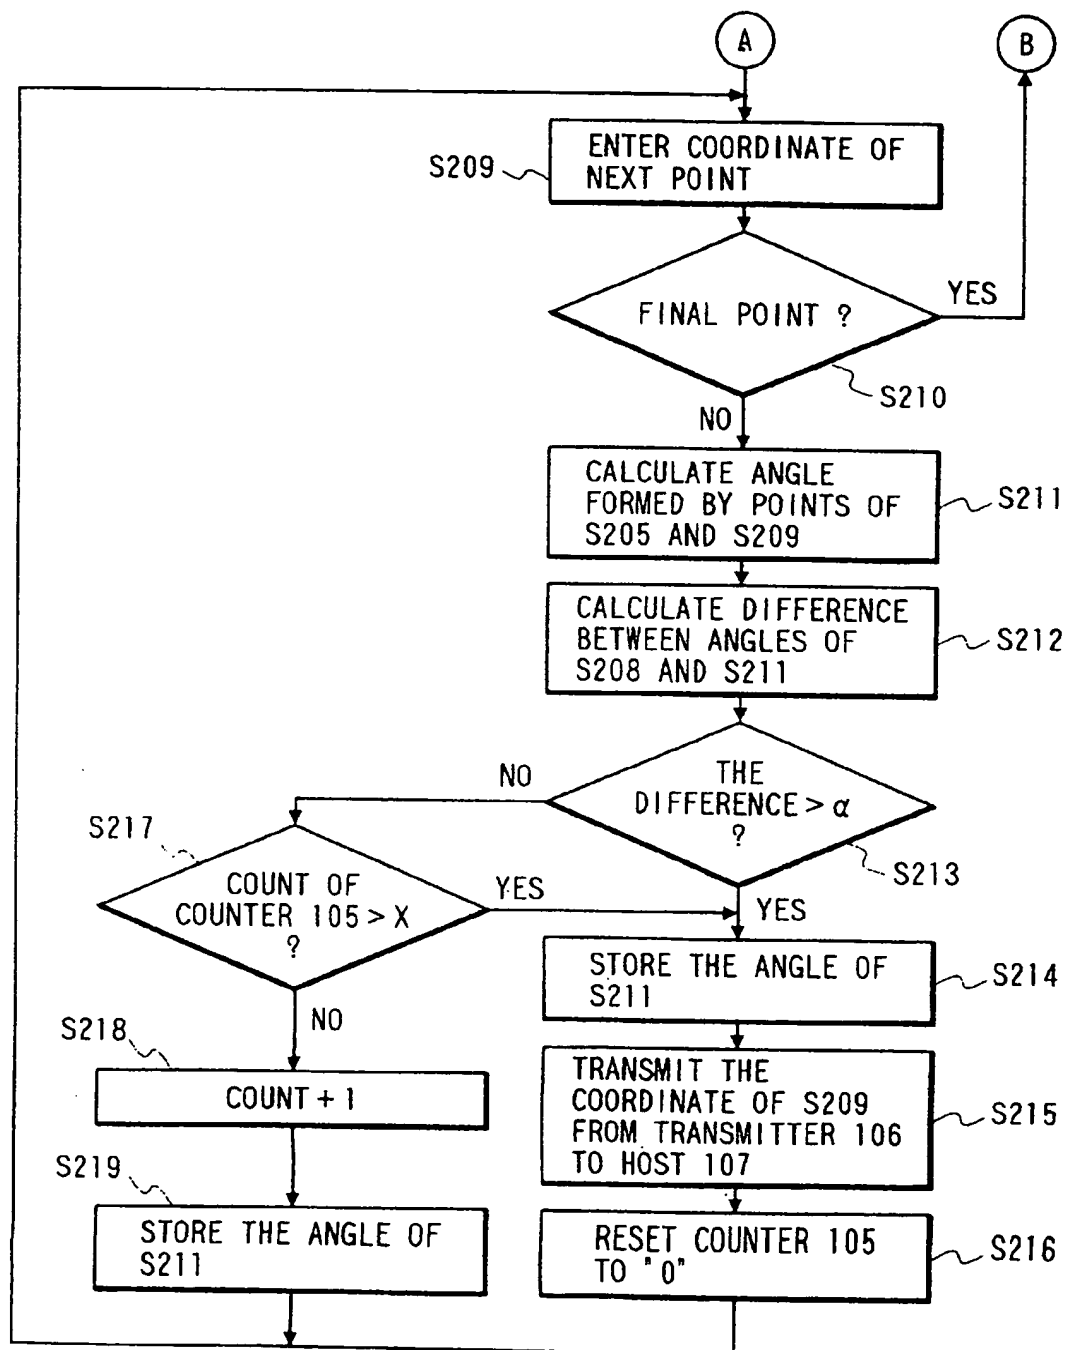 A
B
S209
ENTER COORDINATE OF
NEXT POINT
FINAL POINT ?
YES
S210
NO
CALCULATE ANGLE
FORMED BY POINTS OF
S205 AND S209
S211
CALCULATE DIFFERENCE
BETWEEN ANGLES OF
S208 AND S211
S212
THE
DIFFERENCE > α
?
NO
S213
YES
S217
COUNT OF
COUNTER 105 > X
?
YES
NO
STORE THE ANGLE OF
S211
S214
S218
COUNT + 1
TRANSMIT THE
COORDINATE OF S209
FROM TRANSMITTER 106
TO HOST 107
S215
S219
STORE THE ANGLE OF
S211
RESET COUNTER 105
TO "0"
S216